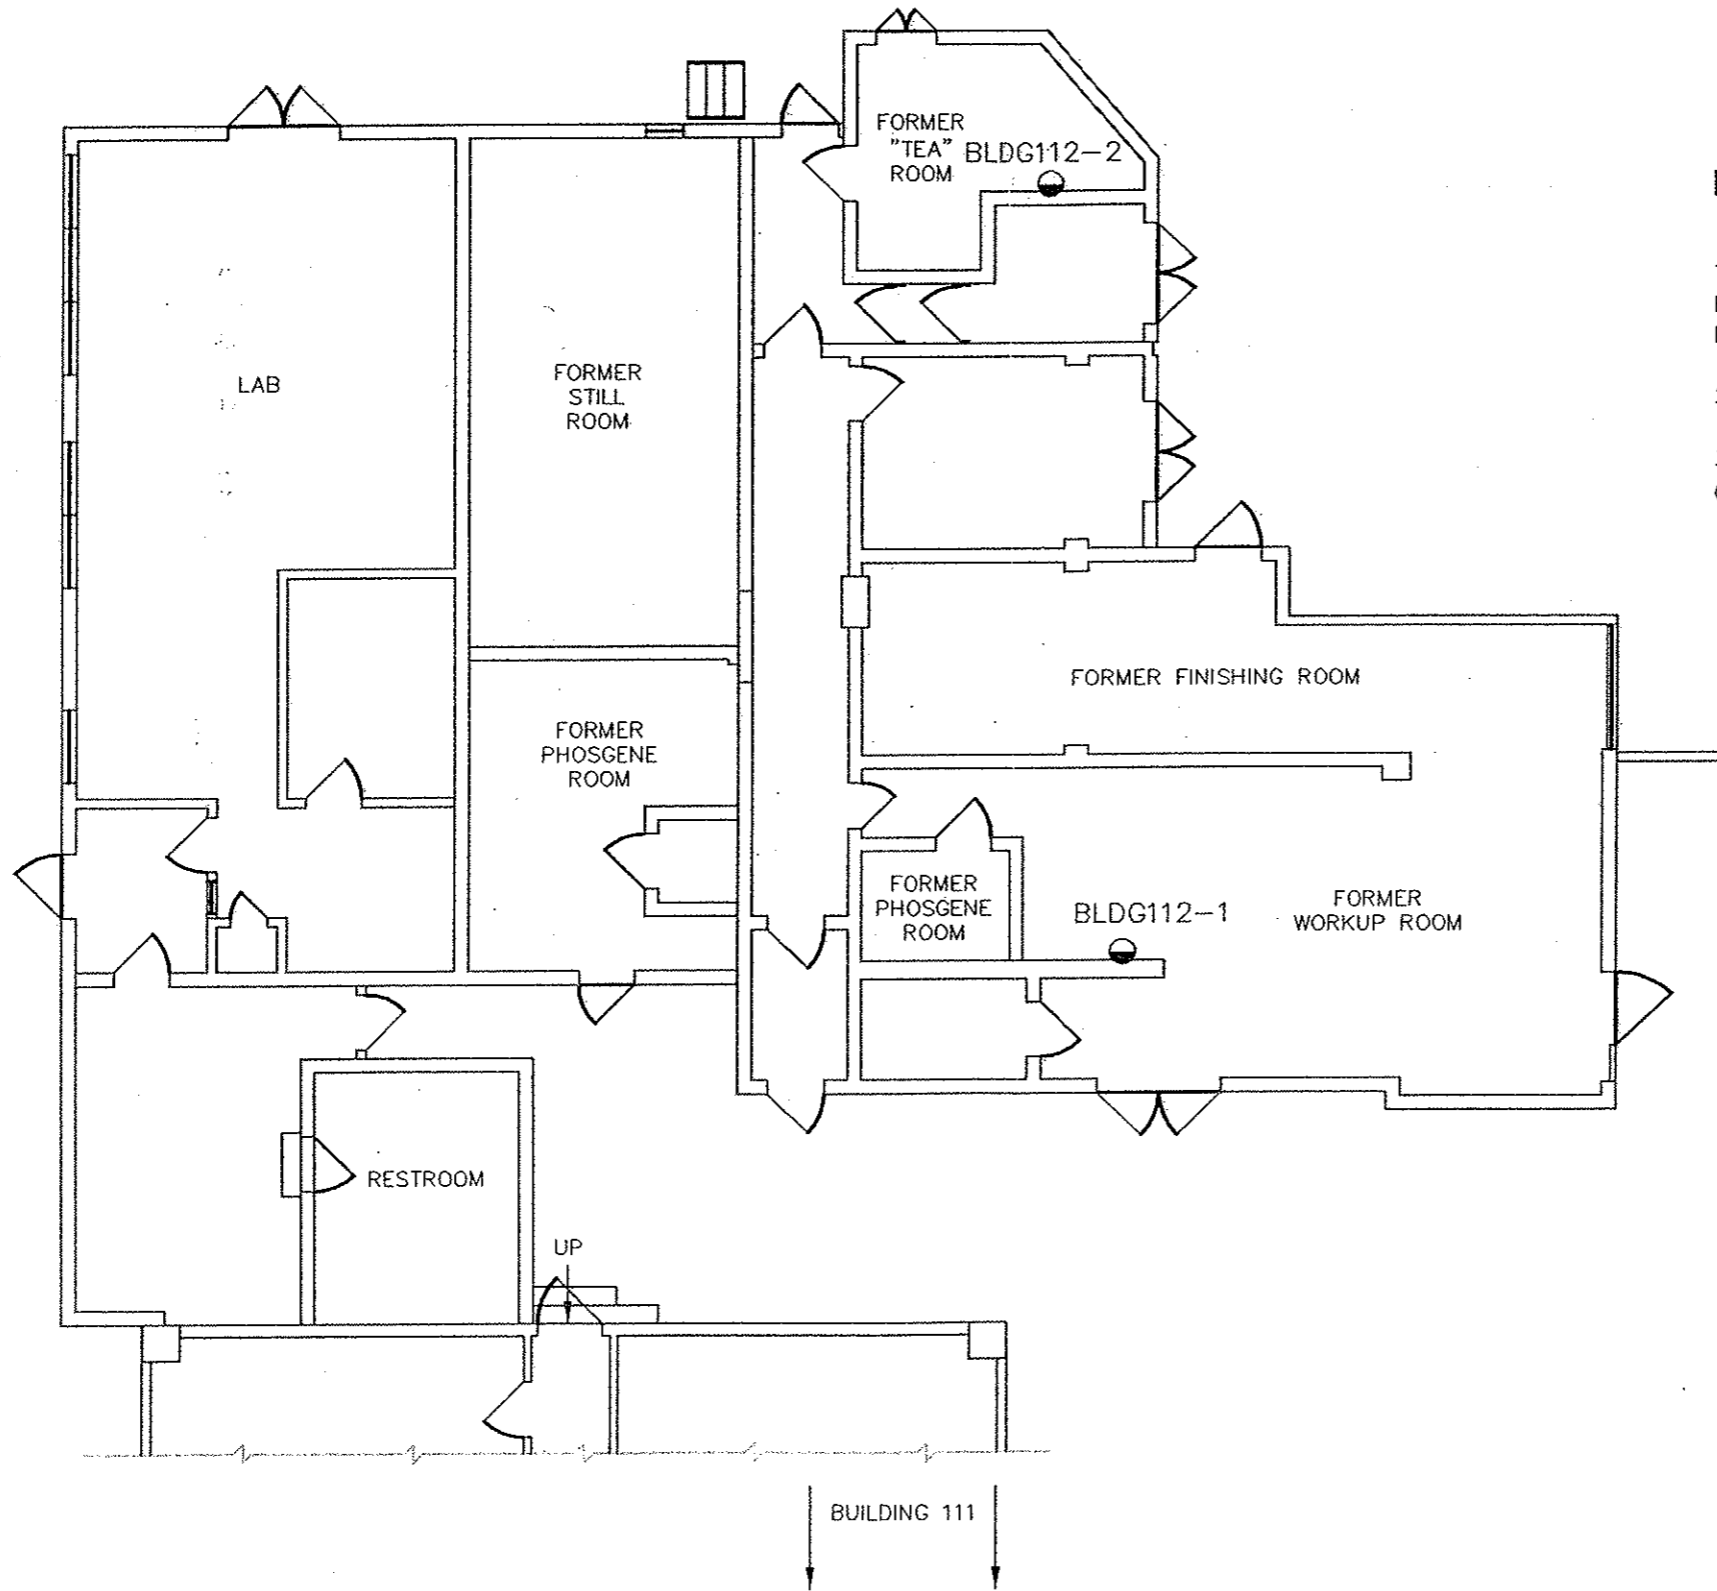 FORMER
"TEA"
ROOM
BLDG112-2
LAB
FORMER
STILL
ROOM
FORMER FINISHING ROOM
FORMER
PHOSGENE
ROOM
FORMER
PHOSGENE
ROOM
BLDG112-1
FORMER
WORKUP ROOM
RESTROOM
UP
BUILDING 111